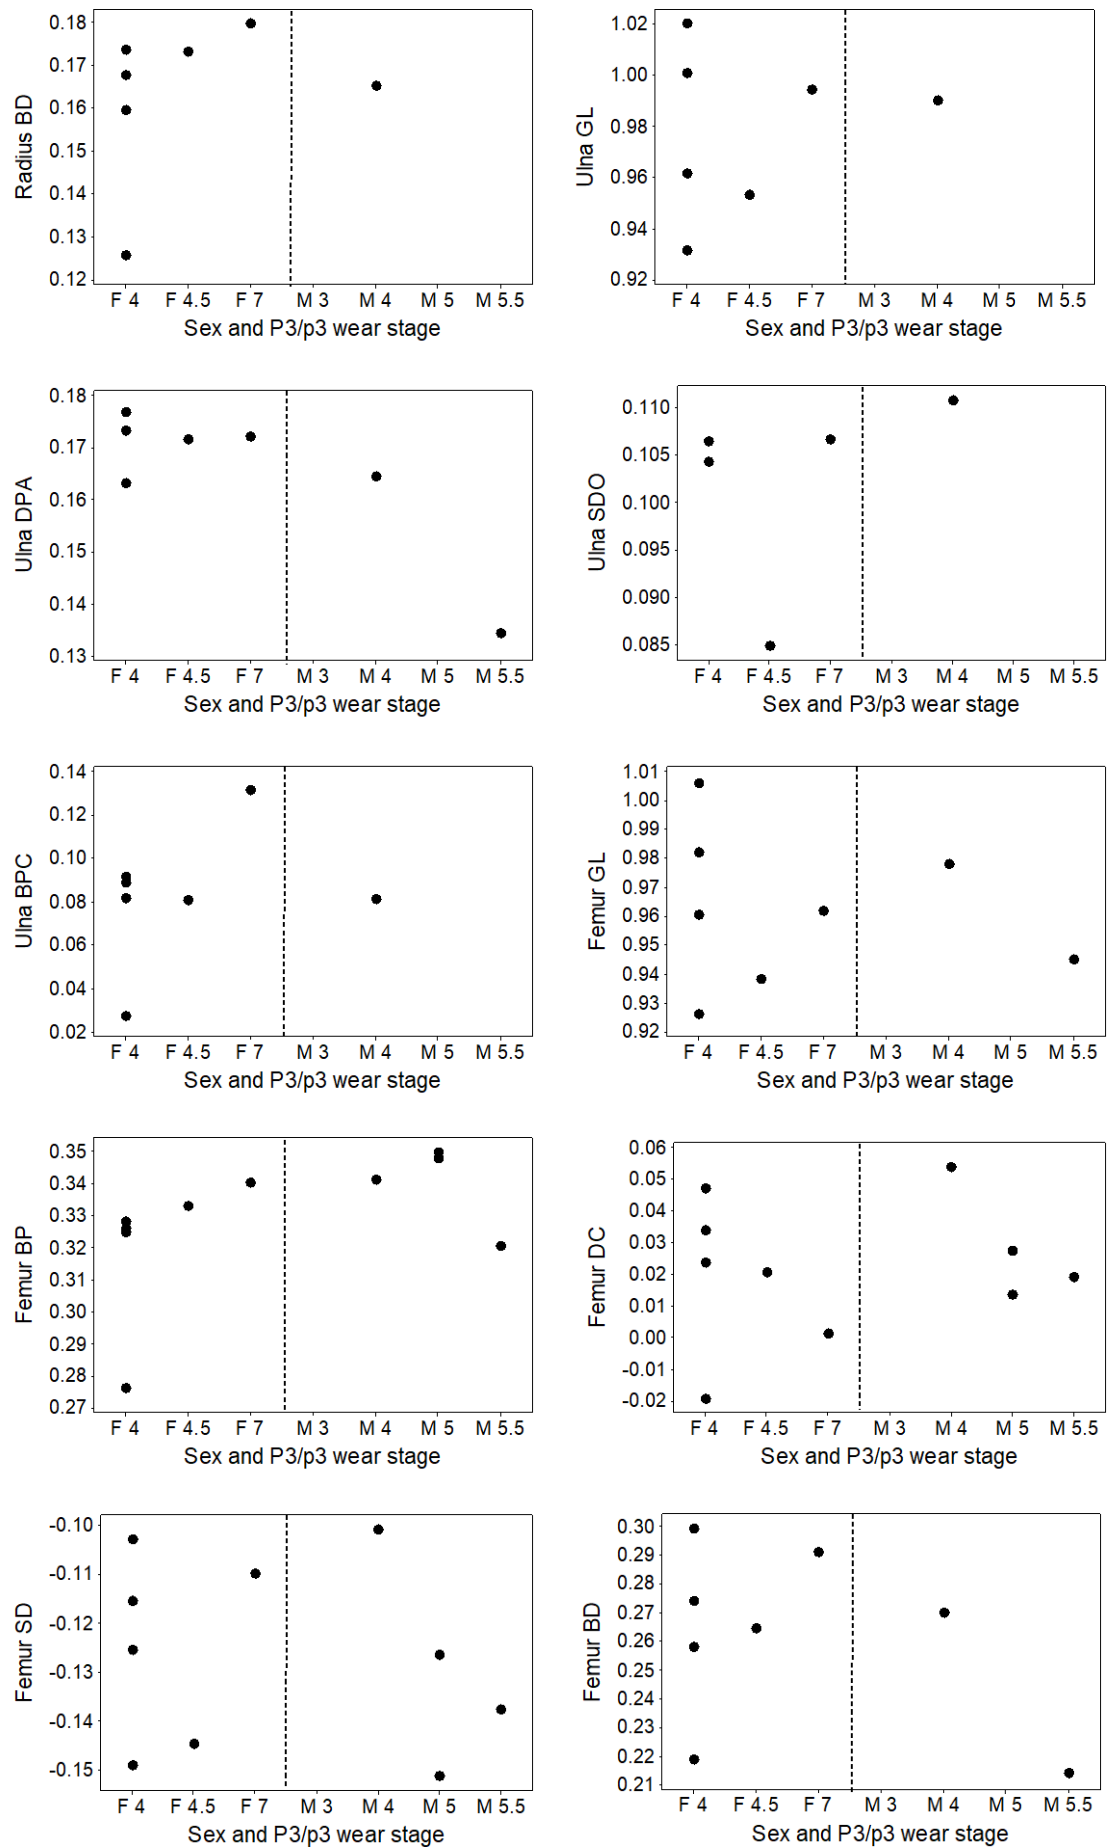 Radius BD
0.18
0.17
0.16
0.15
0.14
0.13
0.12
F 4 F 4.5 F 7 M 3 M 4 M 5 M 5.5
Sex and P3/p3 wear stage
Ulna GL
1.02
1.00
0.98
0.96
0.94
0.92
F 4 F 4.5 F 7 M 3 M 4 M 5 M 5.5
Sex and P3/p3 wear stage
Ulna DPA
0.18
0.17
0.16
0.15
0.14
0.13
F 4 F 4.5 F 7 M 3 M 4 M 5 M 5.5
Sex and P3/p3 wear stage
Ulna SDO
0.110
0.105
0.100
0.095
0.090
0.085
F 4 F 4.5 F 7 M 3 M 4 M 5 M 5.5
Sex and P3/p3 wear stage
Ulna BPC
0.14
0.12
0.10
0.08
0.06
0.04
0.02
F 4 F 4.5 F 7 M 3 M 4 M 5 M 5.5
Sex and P3/p3 wear stage
Femur GL
1.01
1.00
0.99
0.98
0.97
0.96
0.95
0.94
0.93
0.92
F 4 F 4.5 F 7 M 3 M 4 M 5 M 5.5
Sex and P3/p3 wear stage
Femur BP
0.35
0.34
0.33
0.32
0.31
0.30
0.29
0.28
0.27
F 4 F 4.5 F 7 M 3 M 4 M 5 M 5.5
Sex and P3/p3 wear stage
Femur DC
0.06
0.05
0.04
0.03
0.02
0.01
0.00
-0.01
-0.02
F 4 F 4.5 F 7 M 3 M 4 M 5 M 5.5
Sex and P3/p3 wear stage
Femur SD
-0.10
-0.11
-0.12
-0.13
-0.14
-0.15
F 4 F 4.5 F 7 M 3 M 4 M 5 M 5.5
Sex and P3/p3 wear stage
Femur BD
0.30
0.29
0.28
0.27
0.26
0.25
0.24
0.23
0.22
0.21
F 4 F 4.5 F 7 M 3 M 4 M 5 M 5.5
Sex and P3/p3 wear stage